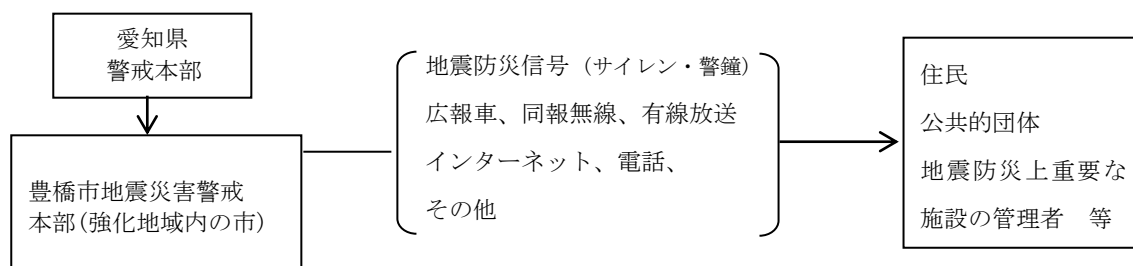 愛知県
警戒本部
豊橋市地震災害警戒
本部(強化地域内の市)
地震防災信号(サイレン・警鐘)
広報車、同報無線、有線放送
インターネット、電話、
その他
住民
公共的団体
地震防災上重要な
施設の管理者　等